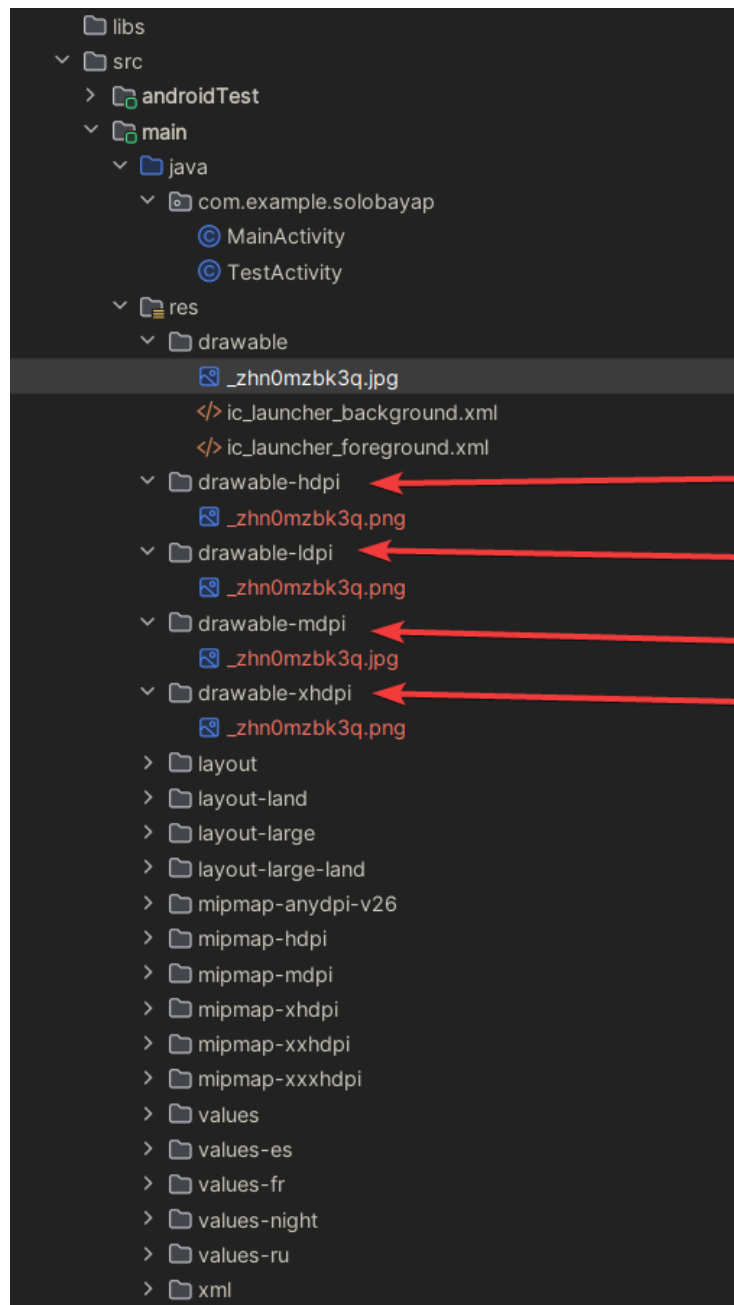 libs
src
androidTest
main
java
com.example.solobayap
MainActivity
TestActivity
res
drawable
_zhn0mzbk3q.jpg
ic_launcher_background.xml
ic_launcher_foreground.xml
drawable-hdpi
_zhn0mzbk3q.png
drawable-ldpi
_zhn0mzbk3q.png
drawable-mdpi
_zhn0mzbk3q.jpg
drawable-xhdpi
_zhn0mzbk3q.png
layout
layout-land
layout-large
layout-large-land
mipmap-anydpi-v26
mipmap-hdpi
mipmap-mdpi
mipmap-xhdpi
mipmap-xxhdpi
mipmap-xxxhdpi
values
values-es
values-fr
values-night
values-ru
xml